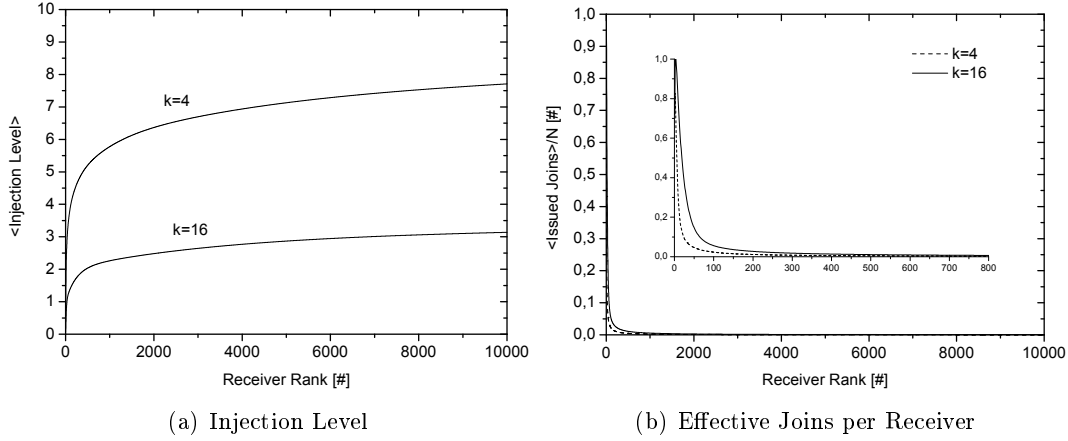 10
9
8
7
6
5
4
3
2
1
0
<Injection Level>
k=4
k=16
0 2000 4000 6000 8000 10000
Receiver Rank [#]
(a) Injection Level
1,0
0,9
0,8
0,7
0,6
0,5
0,4
0,3
0,2
0,1
0,0
<Issued Joins>/N [#]
k=4
k=16
1,0
0,8
0,6
0,4
0,2
0,0
0 100 200 300 400 500 600 700 800
0 2000 4000 6000 8000 10000
Receiver Rank [#]
(b) Effective Joins per Receiver